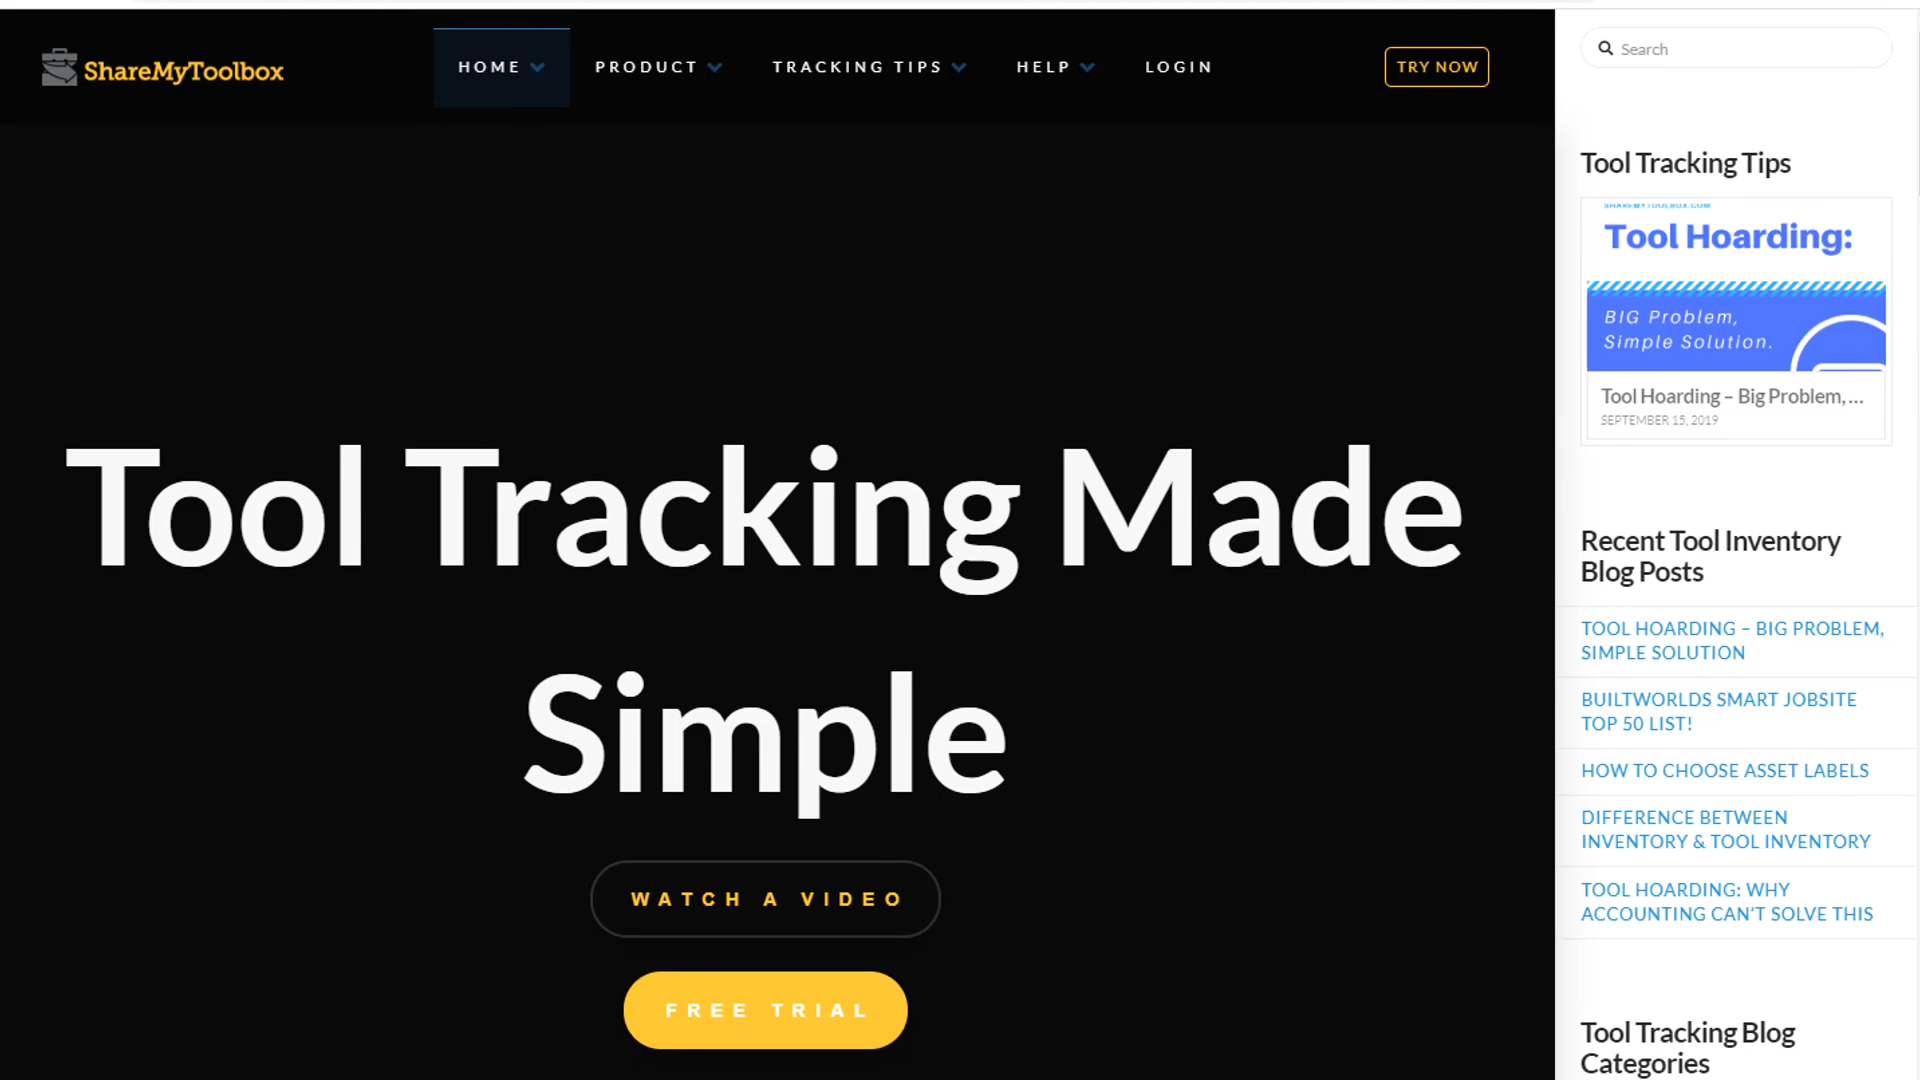 ShareMyToolbox
HOME
PRODUCT
TRACKING TIPS
HELP
LOGIN
TRY NOW
Tool Tracking Made
Simple
WATCH A VIDEO
FREE TRIAL
Search
Tool Tracking Tips
SHAREMYTOOLBOX.COM
Tool Hoarding:
BIG Problem,
Simple Solution.
Tool Hoarding – Big Problem, ...
SEPTEMBER 15, 2019
Recent Tool Inventory
Blog Posts
TOOL HOARDING – BIG PROBLEM,
SIMPLE SOLUTION
BUILTWORLDS SMART JOBSITE
TOP 50 LIST!
HOW TO CHOOSE ASSET LABELS
DIFFERENCE BETWEEN
INVENTORY & TOOL INVENTORY
TOOL HOARDING: WHY
ACCOUNTING CAN'T SOLVE THIS
Tool Tracking Blog
Categories